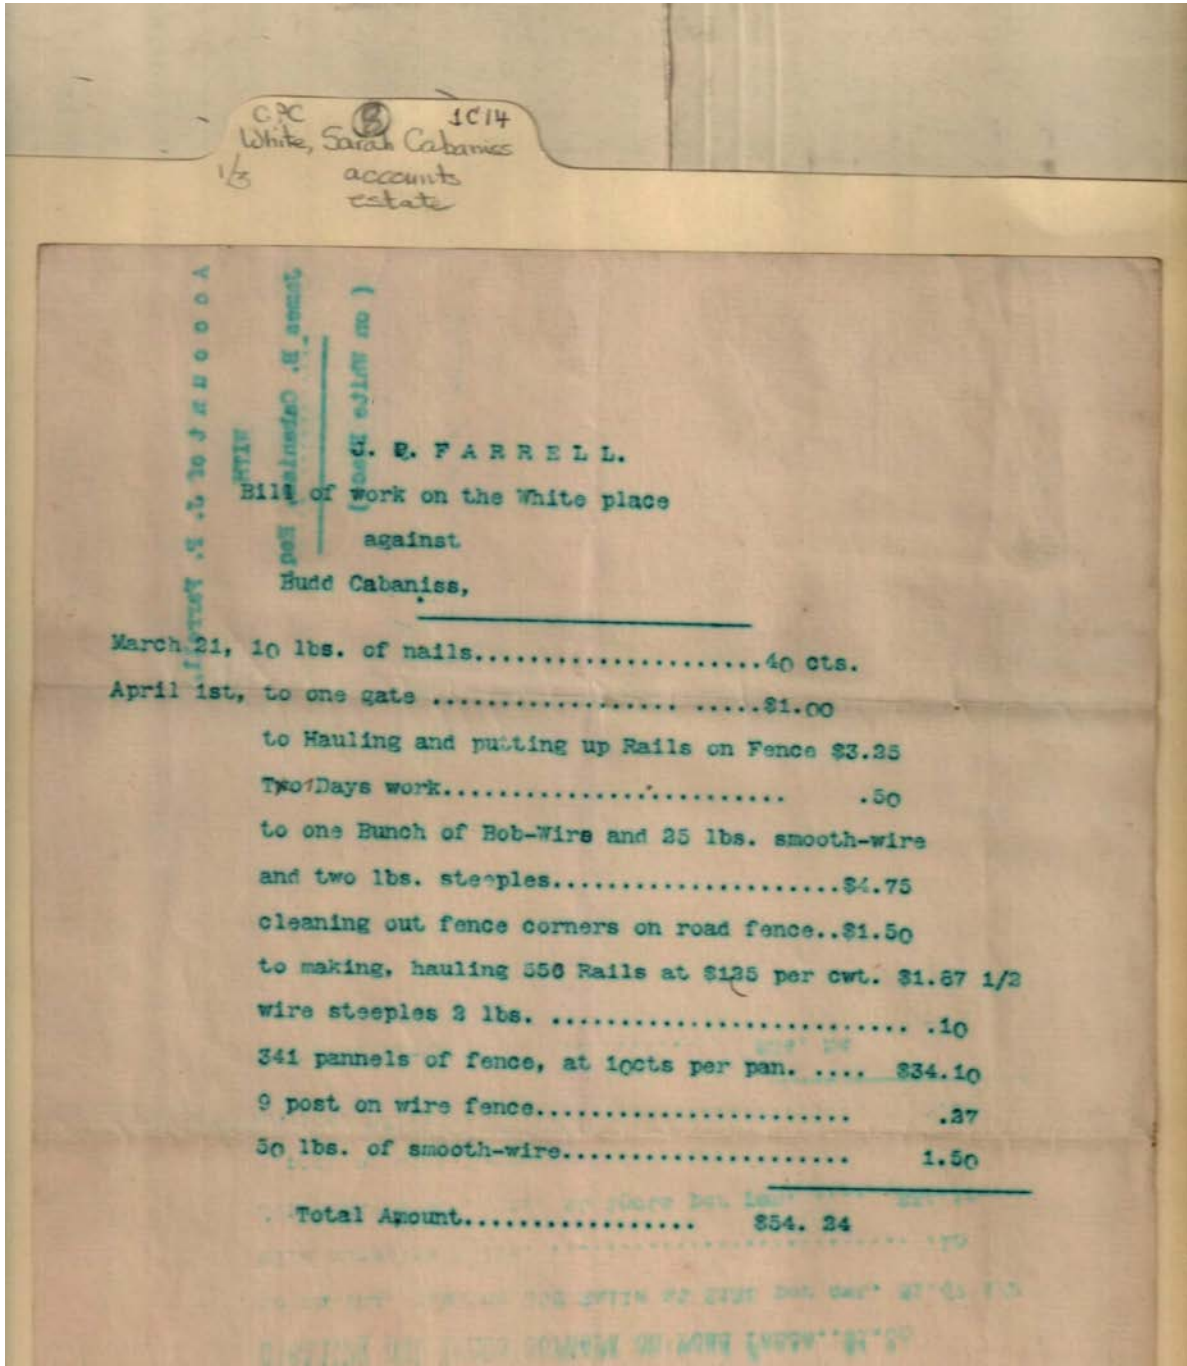 CPC B 1C14
White, Sarah Cabaniss
1/3 accounts
estate
Account of J. P. Farrell.
WITH
James B. Cabaniss, Esq
( on White Place)
J. P. FARRELL.
Bill of work on the White place
against
Budd Cabaniss,
March 21, 10 lbs. of nails.....................40 cts.
April 1st, to one gate .................. .....$1.00
to Hauling and putting up Rails on Fence $3.25
Two Days work......................... .50
to one Bunch of Bob-Wire and 25 lbs. smooth-wire
and two lbs. steeples.....................$4.75
cleaning out fence corners on road fence..$1.50
to making, hauling 556 Rails at $125 per cwt. $1.87 1/2
wire steeples 2 lbs. ............................ .10
341 pannels of fence, at 10cts per pan. .... $34.10
9 post on wire fence....................... .27
50 lbs. of smooth-wire..................... 1.50
Total Amount................. $54. 24